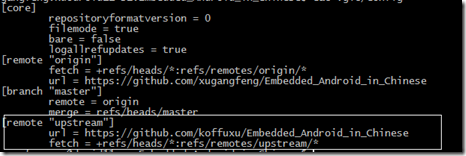 [core]
repositoryformatversion = 0
filemode = true
bare = false
logallrefupdates = true
[remote "origin"]
fetch = +refs/heads/*:refs/remotes/origin/*
url = https://github.com/xugangfeng/Embedded_Android_in_Chinese
[branch "master"]
remote = origin
merge = refs/heads/master
[remote "upstream"]
url = https://github.com/koffuxu/Embedded_Android_in_Chinese
fetch = +refs/heads/*:refs/remotes/upstream/*